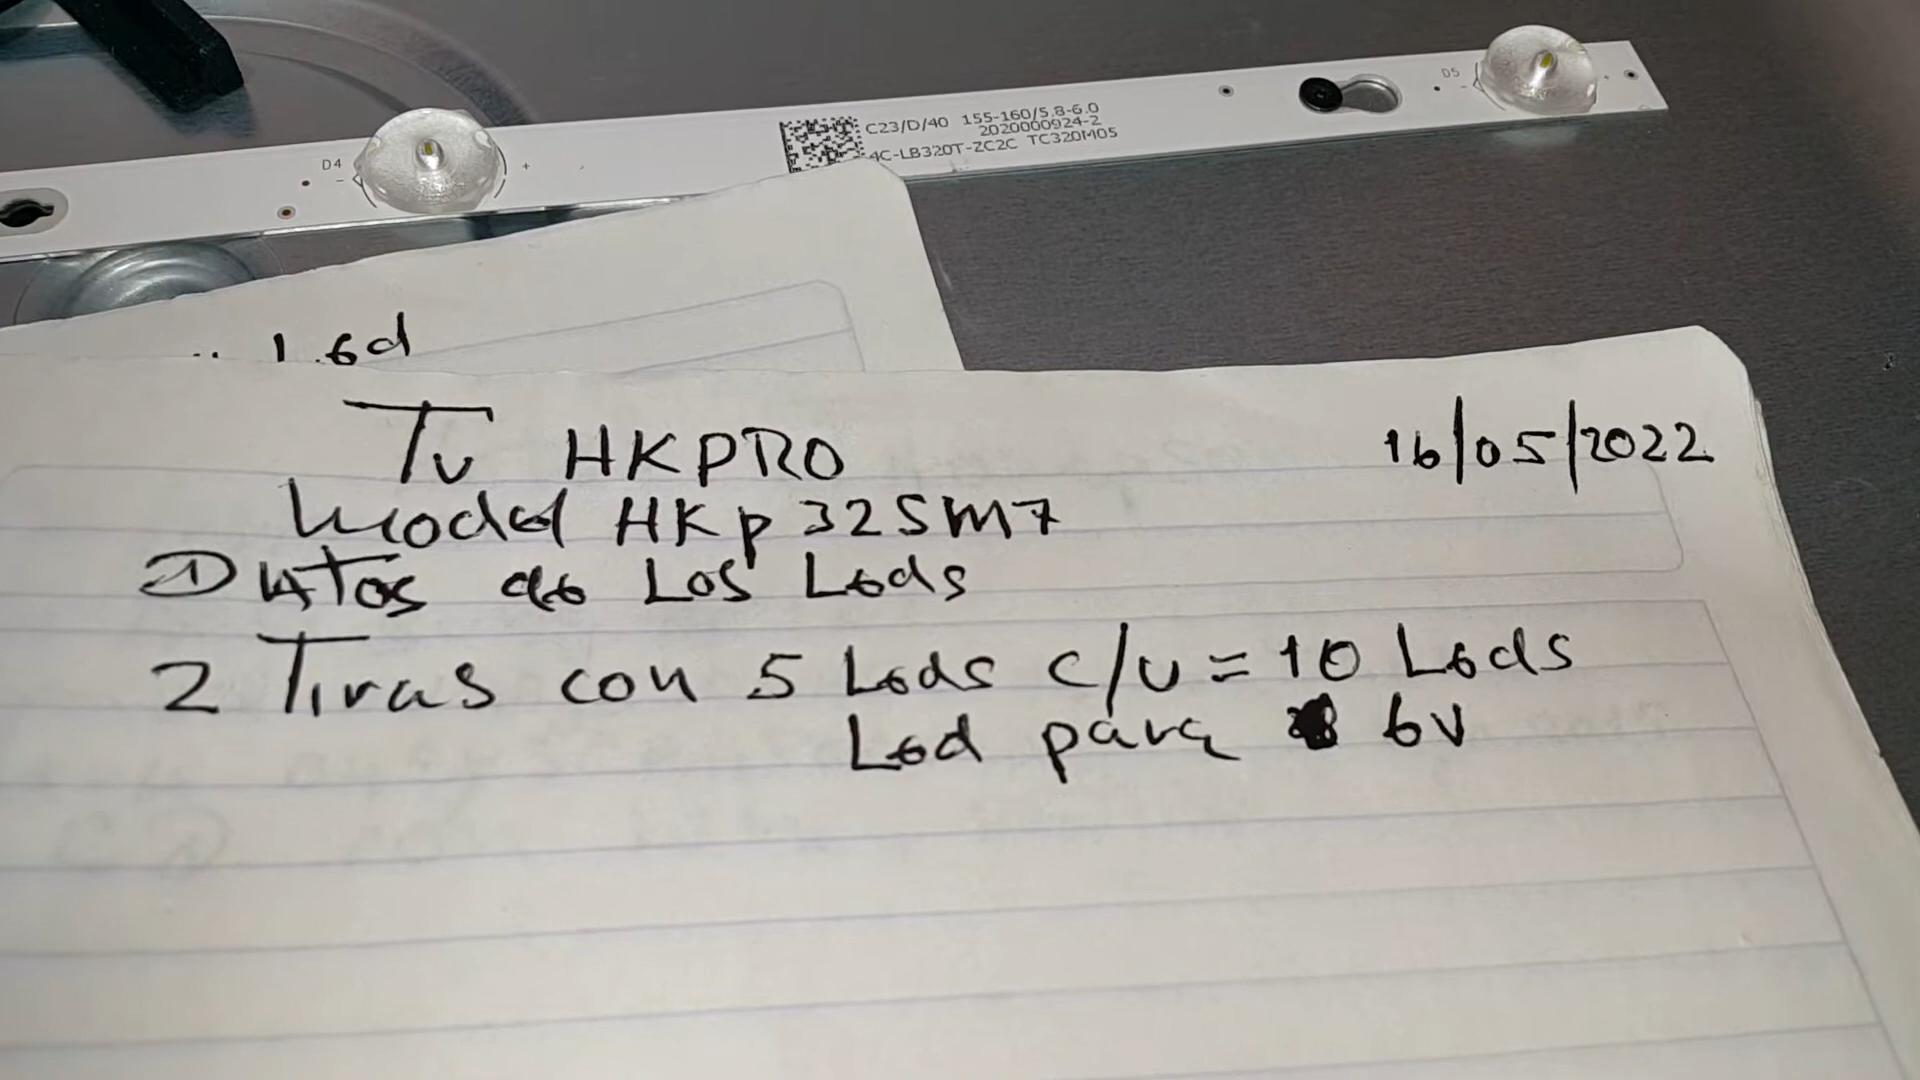 D5
C23/D/40 155-160/5.8-6.0
2020000924-2
4C-LB320T-ZC2C TC320M05
D4
Led
Tv HKPRO
16/05/2022
Model HKp32SM7
Datos de Los Leds
2 Tiras con 5 Leds c/u = 10 Leds
Led para 6V